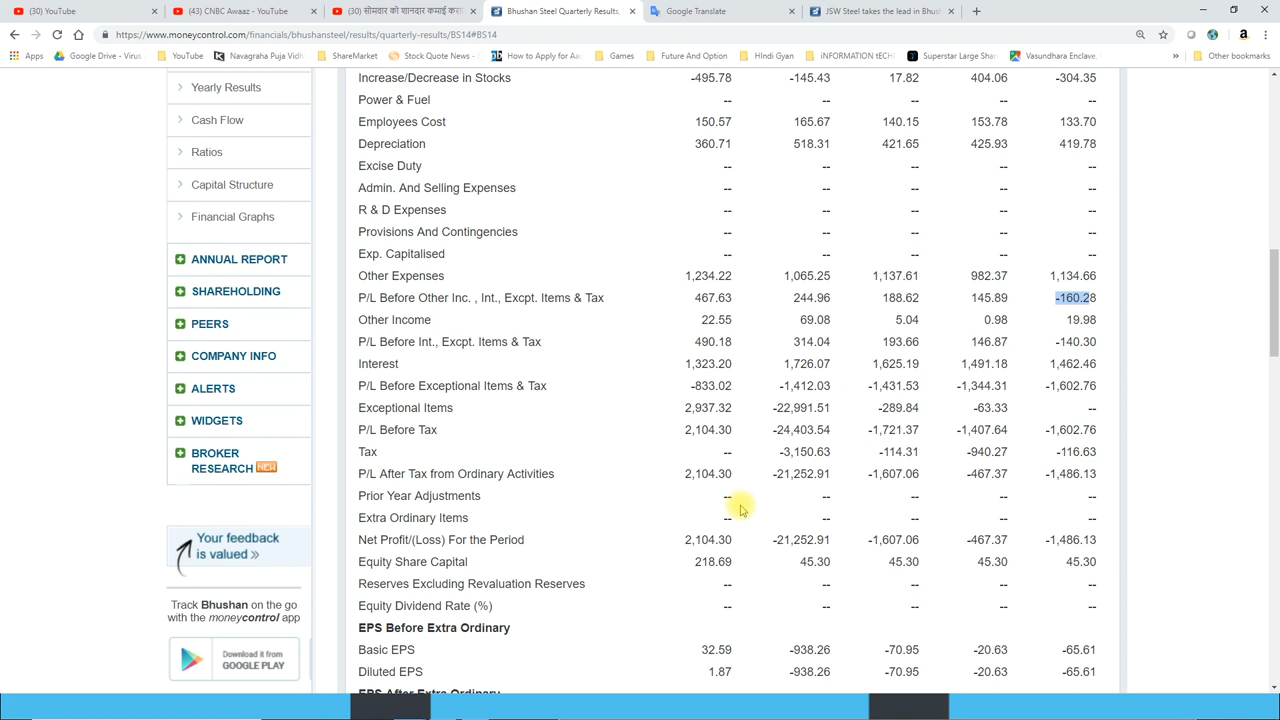 (30) YouTube
(43) CNBC Awaaz - YouTube
(30) सोमवार को शानदार कमाई करा
Bhushan Steel Quarterly Results,
Google Translate
JSW Steel takes the lead in Bhus
https://www.moneycontrol.com/financials/bhushansteel/results/quarterly-results/BS14#BS14
Apps
Google Drive - Virus
YouTube
Navagraha Puja Vidh
ShareMarket
Stock Quote News -
How to Apply for Aa
Games
Future And Option
HIndi Gyan
iNFORMATION tECH
Superstar Large Shar
Vasundhara Enclave,
»
Other bookmarks
Yearly Results
Cash Flow
Ratios
Capital Structure
Financial Graphs
ANNUAL REPORT
SHAREHOLDING
PEERS
COMPANY INFO
ALERTS
WIDGETS
BROKER
RESEARCH NEW
Your feedback
is valued »
Track Bhushan on the go
with the moneycontrol app
Download it from
GOOGLE PLAY
Increase/Decrease in Stocks -495.78 -145.43 17.82 404.06 -304.35
Power & Fuel -- -- -- -- --
Employees Cost 150.57 165.67 140.15 153.78 133.70
Depreciation 360.71 518.31 421.65 425.93 419.78
Excise Duty -- -- -- -- --
Admin. And Selling Expenses -- -- -- -- --
R & D Expenses -- -- -- -- --
Provisions And Contingencies -- -- -- -- --
Exp. Capitalised -- -- -- -- --
Other Expenses 1,234.22 1,065.25 1,137.61 982.37 1,134.66
P/L Before Other Inc. , Int., Excpt. Items & Tax 467.63 244.96 188.62 145.89 -160.28
Other Income 22.55 69.08 5.04 0.98 19.98
P/L Before Int., Excpt. Items & Tax 490.18 314.04 193.66 146.87 -140.30
Interest 1,323.20 1,726.07 1,625.19 1,491.18 1,462.46
P/L Before Exceptional Items & Tax -833.02 -1,412.03 -1,431.53 -1,344.31 -1,602.76
Exceptional Items 2,937.32 -22,991.51 -289.84 -63.33 --
P/L Before Tax 2,104.30 -24,403.54 -1,721.37 -1,407.64 -1,602.76
Tax -- -3,150.63 -114.31 -940.27 -116.63
P/L After Tax from Ordinary Activities 2,104.30 -21,252.91 -1,607.06 -467.37 -1,486.13
Prior Year Adjustments -- -- -- -- --
Extra Ordinary Items -- -- -- -- --
Net Profit/(Loss) For the Period 2,104.30 -21,252.91 -1,607.06 -467.37 -1,486.13
Equity Share Capital 218.69 45.30 45.30 45.30 45.30
Reserves Excluding Revaluation Reserves -- -- -- -- --
Equity Dividend Rate (%) -- -- -- -- --
EPS Before Extra Ordinary
Basic EPS 32.59 -938.26 -70.95 -20.63 -65.61
Diluted EPS 1.87 -938.26 -70.95 -20.63 -65.61
EPS After Extra Ordinary